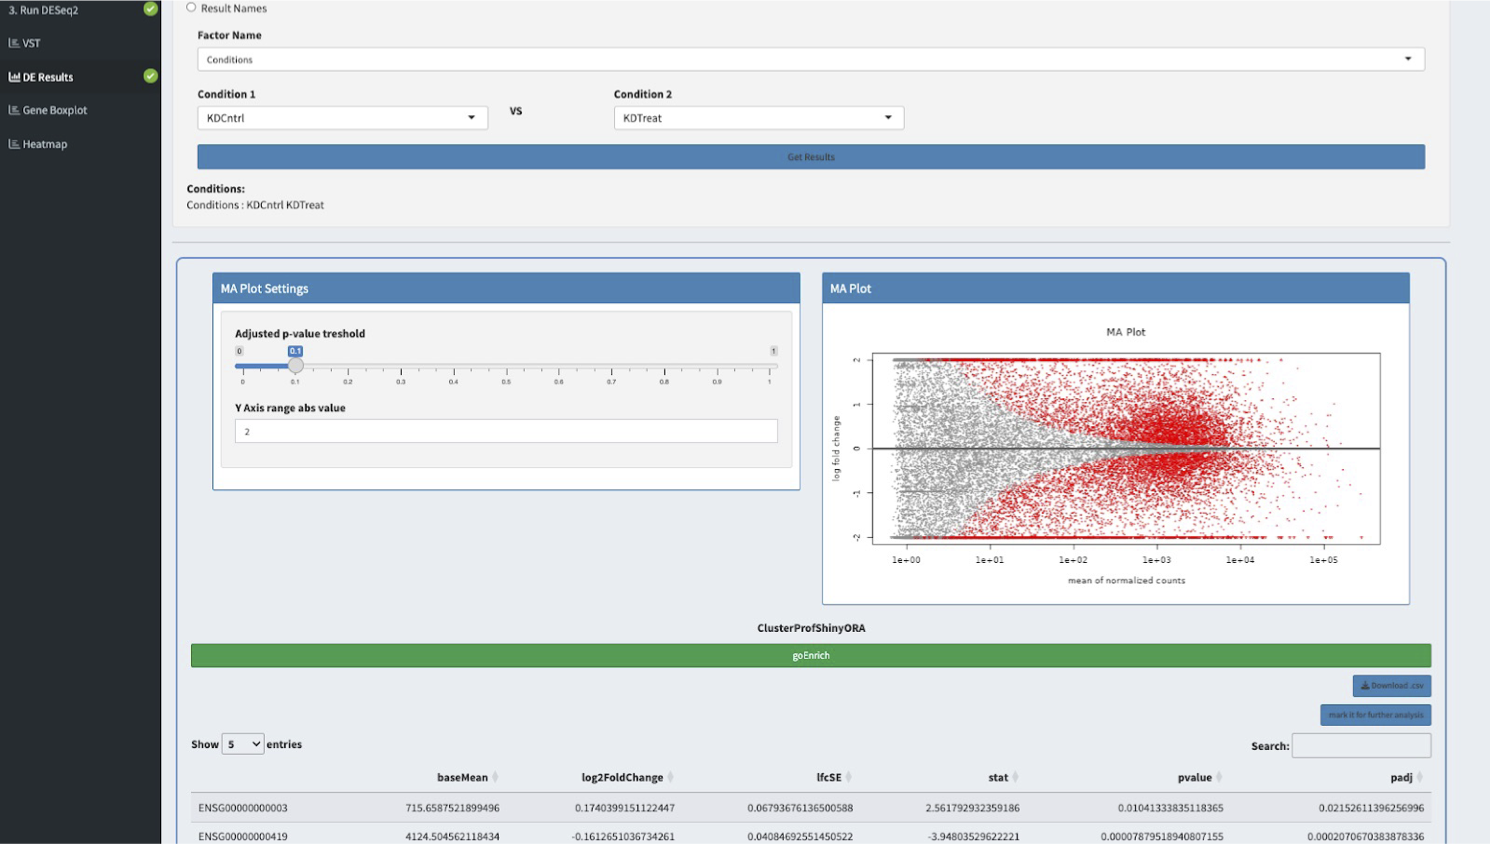 3. Run DESeq2
VST
DE Results
Gene Boxplot
Heatmap
Result Names
Factor Name
Conditions
Condition 1
Condition 2
KDCntrl
VS
KDTreat
Get Results
Conditions:
Conditions : KDCntrl KDTreat
MA Plot Settings
Adjusted p-value treshold
0 0.1 1
0 0.1 0.2 0.3 0.4 0.5 0.6 0.7 0.8 0.9 1
Y Axis range abs value
2
MA Plot
MA Plot
log fold change
2
1
0
-1
-2
1e+00 1e+01 1e+02 1e+03 1e+04 1e+05
mean of normalized counts
ClusterProfShinyORA
goEnrich
Download .csv
mark it for further analysis
Show 5 entries
Search:
baseMean log2FoldChange lfcSE stat pvalue padj
ENSG00000000003 715.6587521899496 0.1740399151122447 0.06793676136500588 2.561792932359186 0.01041333835118365 0.02152611396256996
ENSG00000000419 4124.504562118434 -0.1612651036734261 0.04084692551450522 -3.94803529622221 0.00007879518940807155 0.0002070670383878336